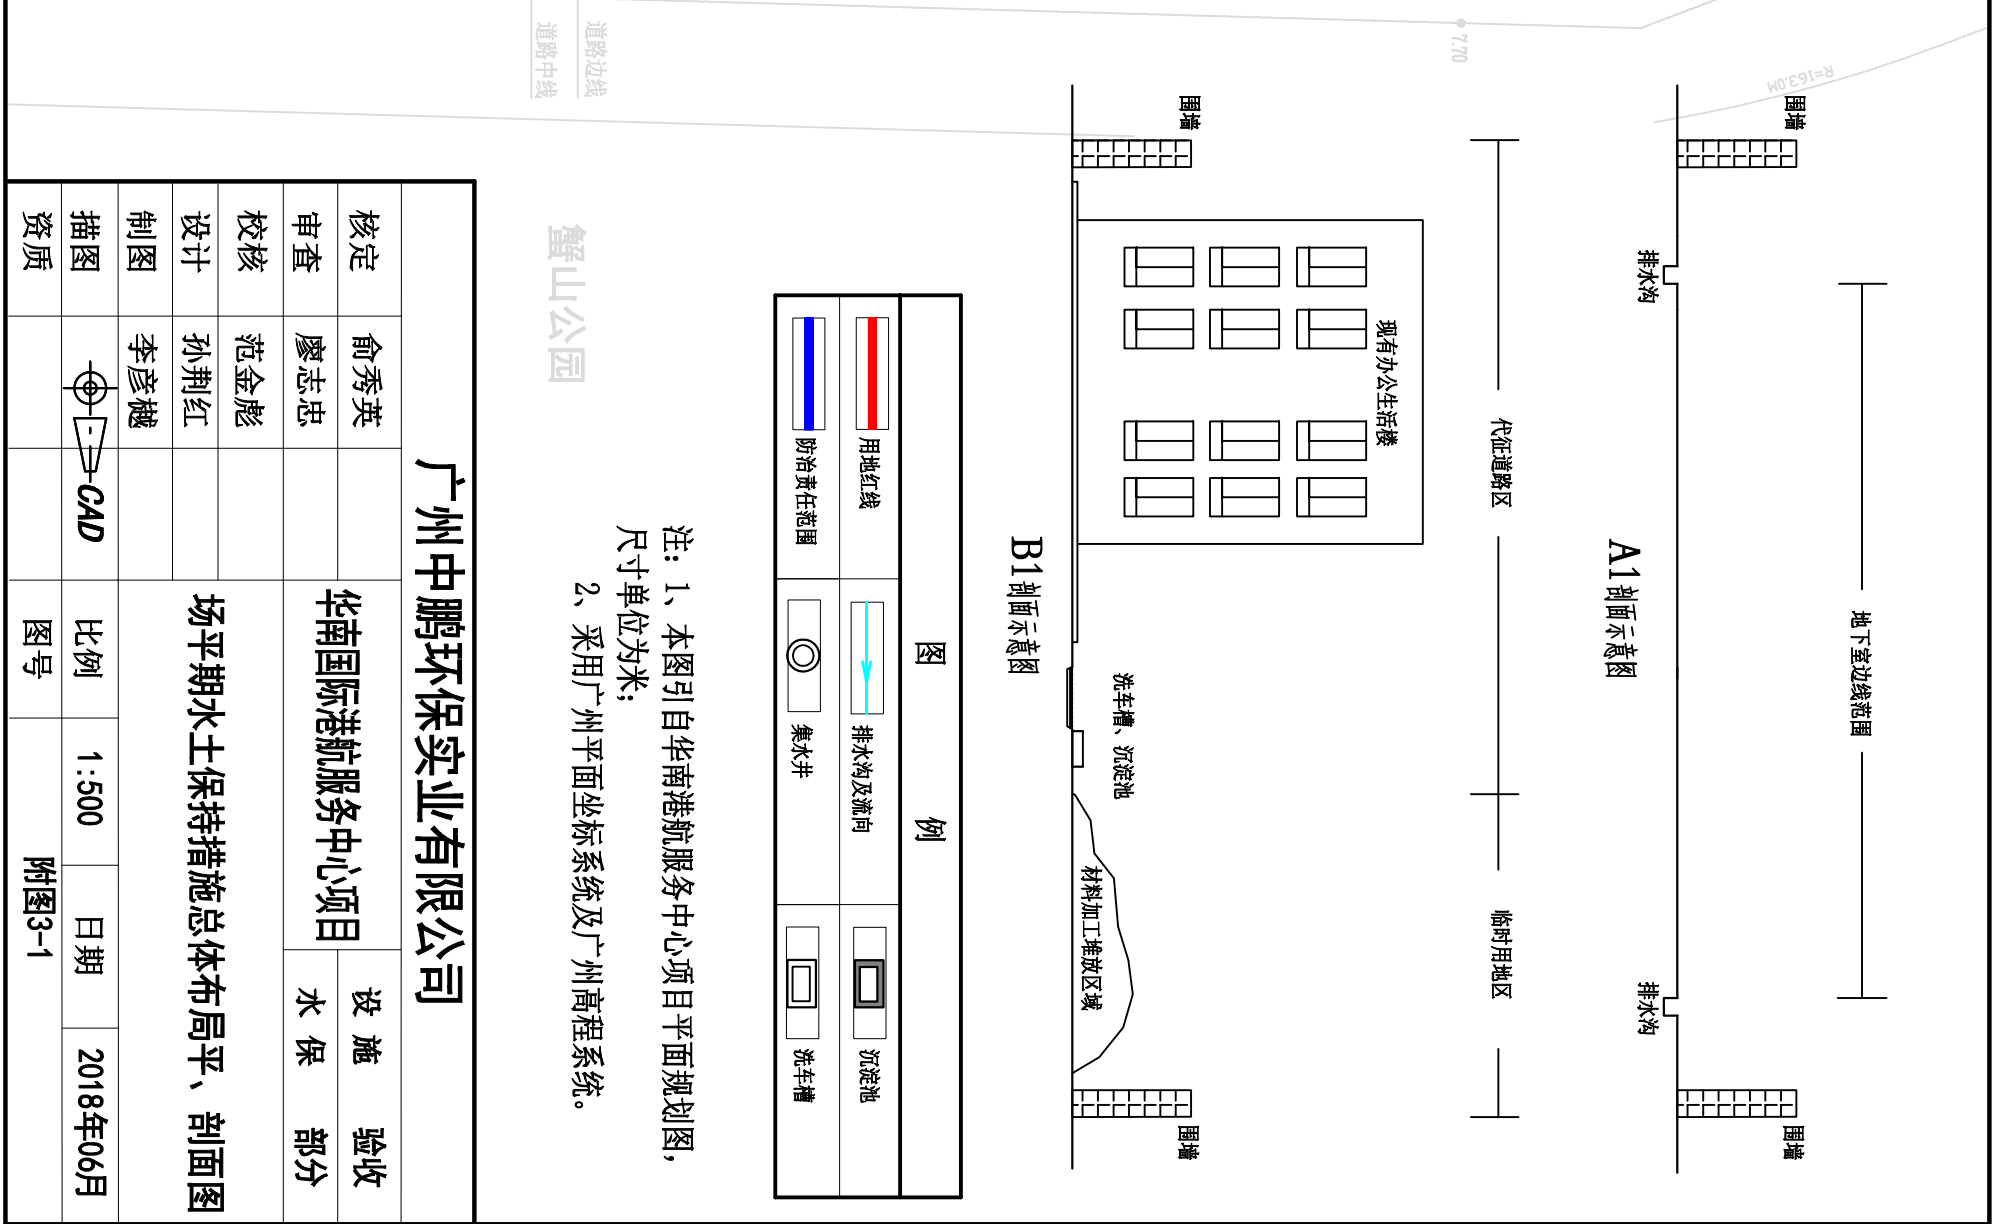 R=163.0M
7.70
道路边线
道路中线
蟹山公园
地下室边线范围
围墙
排水沟
排水沟
围墙
A1剖面示意图
代征道路区
临时用地区
围墙
现有办公生活楼
洗车槽、沉淀池
材料加工堆放区域
围墙
B1剖面示意图
图 例
用地红线
排水沟及流向
沉淀池
防治责任范围
集水井
洗车槽
注：1、本图引自华南港航服务中心项目平面规划图，
尺寸单位为米；
2、采用广州平面坐标系统及广州高程系统。
广州中鹏环保实业有限公司
核定 俞秀英
华南国际港航服务中心项目
设施 验收
审查 廖志忠
水保 部分
校核 范金彪
场平期水土保持措施总体布局平、剖面图
设计 孙荆红
制图 李彦樾
描图 CAD
比例 1:500 日期 2018年06月
资质
图号 附图3-1